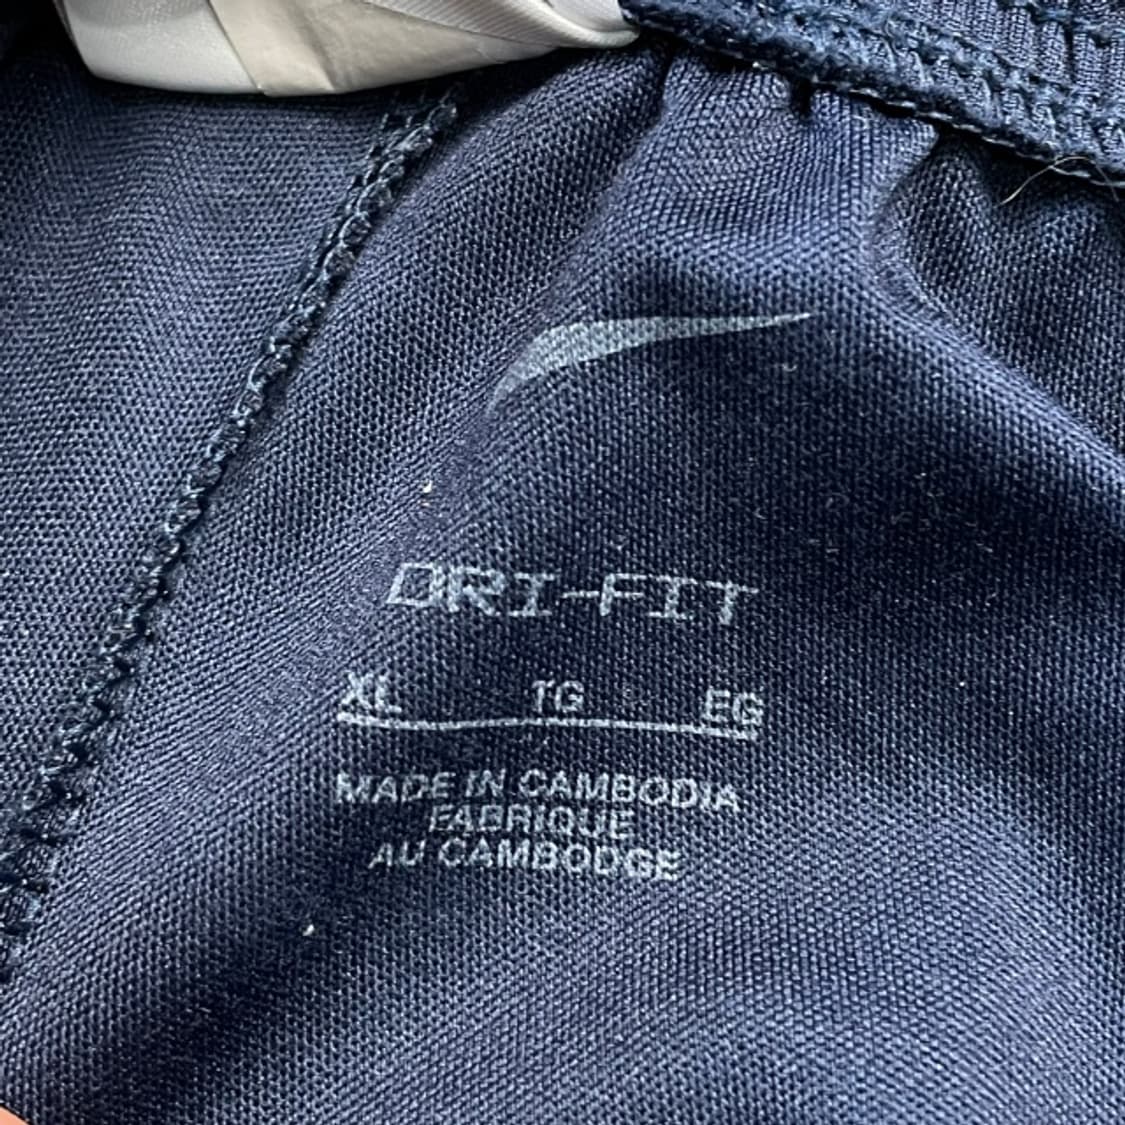 DRI-FIT
XL TG EG
MADE IN CAMBODIA
FABRIQUE
AU CAMBODGE